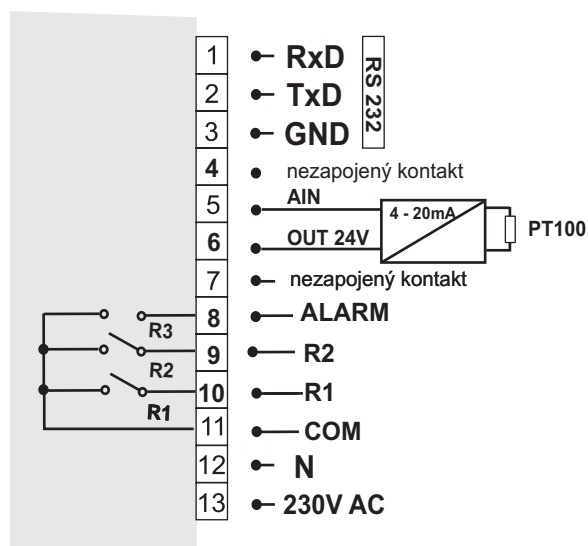 1 RxD
2 TxD
3 GND
RS 232
4 nezapojený kontakt
5 AIN
6 OUT 24V
4 - 20mA
PT100
7 nezapojený kontakt
8 ALARM
R3
9 R2
R2
10 R1
R1
11 COM
12 N
13 230V AC